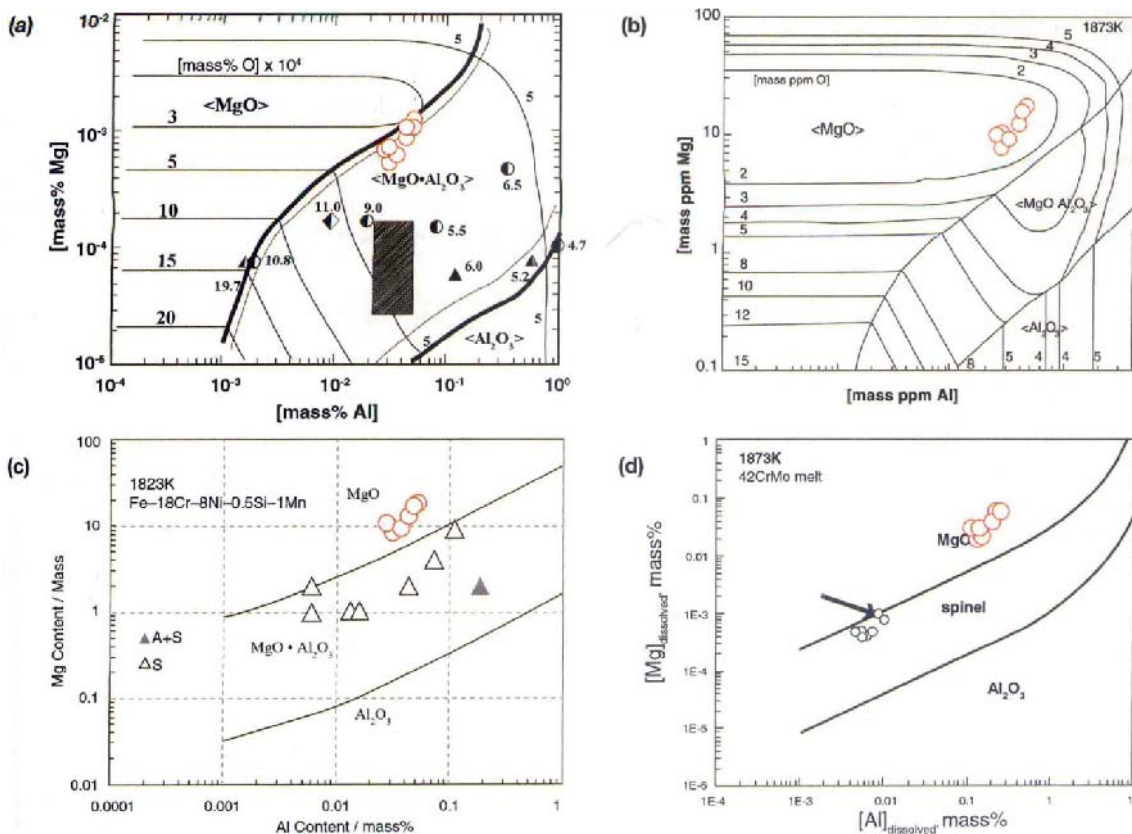 (a)
10⁻²
[mass% O] x 10⁴
<MgO>
3
5
10
15
20
5
5
5
5
<MgO•Al₂O₃>
6.5
11.0
9.0
5.5
6.0
5.2
4.7
10.8
19.7
<Al₂O₃>
10⁻³
10⁻⁴
10⁻⁵
[mass% Mg]
10⁻⁴
10⁻³
10⁻²
10⁻¹
10⁰
[mass% Al]
(b)
1873K
100
10
1
0.1
[mass ppm Mg]
[mass ppm O]
<MgO>
5
4
3
2
2
3
4
5
8
10
12
15
8
5
4
4
5
<MgO Al₂O₃>
<Al₂O₃>
[mass ppm Al]
(c)
1823K
Fe–18Cr–8Ni–0.5Si–1Mn
100
10
1
0.1
0.01
Mg Content / Mass
MgO
MgO • Al₂O₃
Al₂O₃
A+S
S
0.0001
0.001
0.01
0.1
1
Al Content / mass%
(d)
1873K
42CrMo melt
1
0.1
0.01
1E-3
1E-4
1E-5
1E-6
[Mg]dissolved, mass%
MgO
spinel
Al₂O₃
1E-4
1E-3
0.01
0.1
1
10
[Al]dissolved, mass%